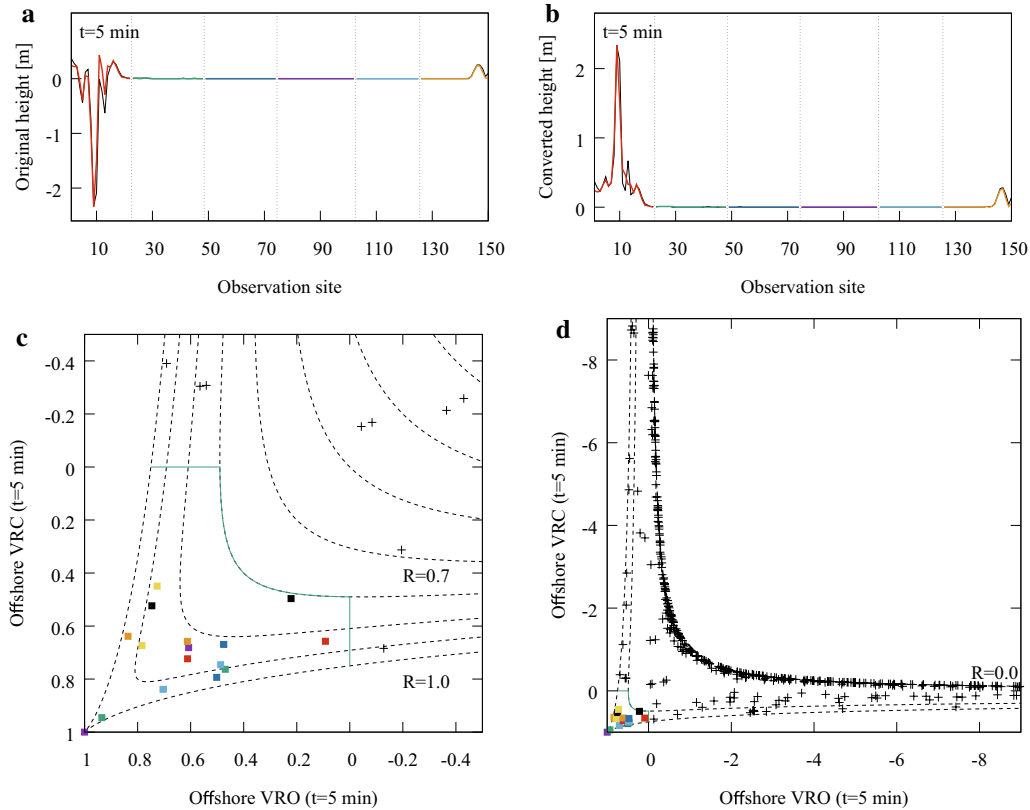 a
t=5 min
Original height [m]
0
-1
-2
10 30 50 70 90 110 130 150
Observation site
b
t=5 min
Converted height [m]
2
1
0
10 30 50 70 90 110 130 150
Observation site
c
Offshore VRC (t=5 min)
-0.4
-0.2
0
0.2
0.4
0.6
0.8
1
R=0.7
R=1.0
1 0.8 0.6 0.4 0.2 0 -0.2 -0.4
Offshore VRO (t=5 min)
d
Offshore VRC (t=5 min)
-8
-6
-4
-2
0
R=0.0
0 -2 -4 -6 -8
Offshore VRO (t=5 min)